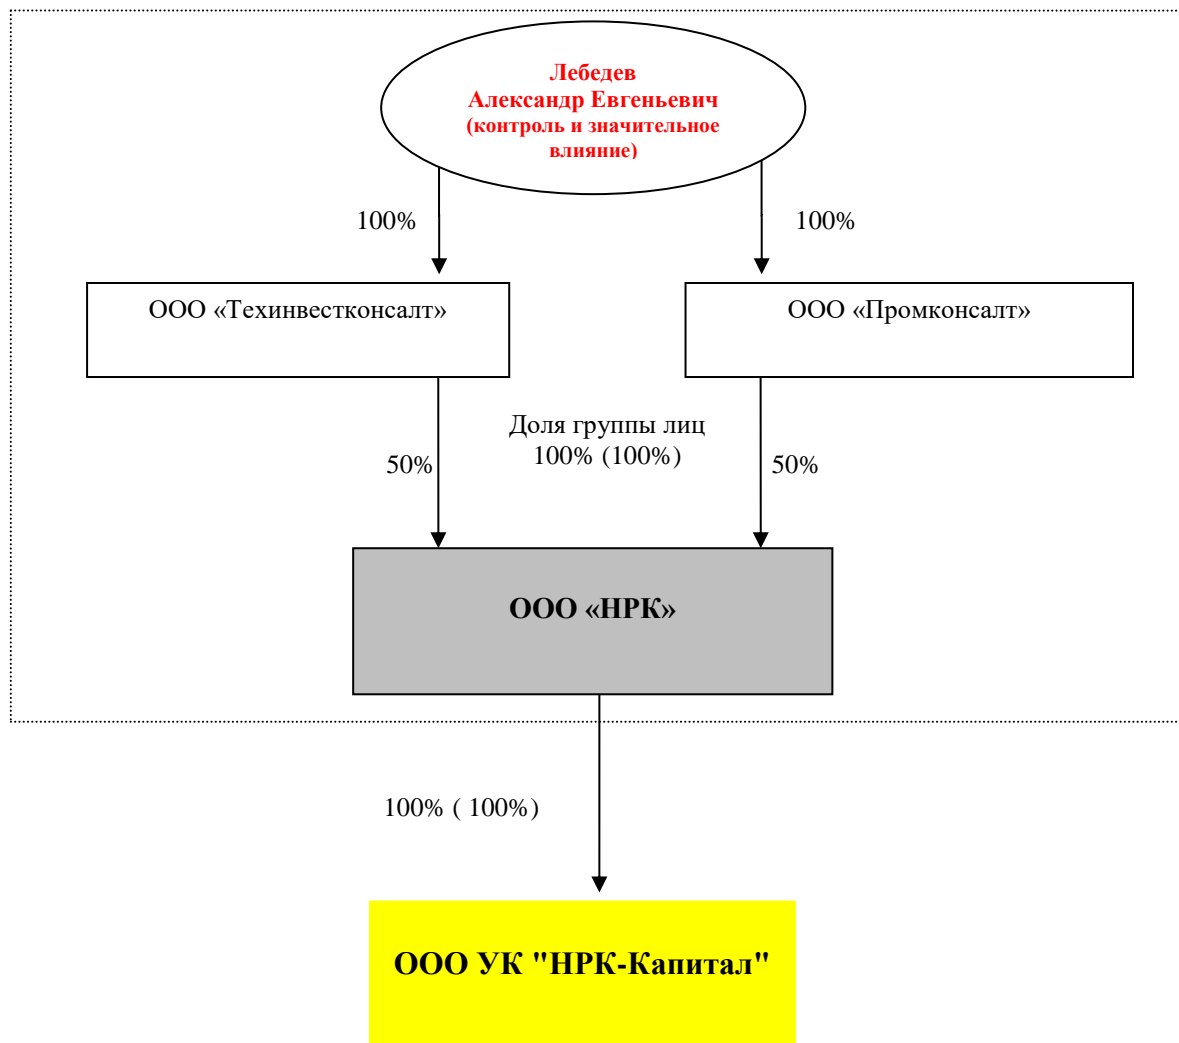 Лебедев
Александр Евгеньевич
(контроль и значительное
влияние)
100%
100%
ООО «Техинвестконсалт»
ООО «Промконсалт»
Доля группы лиц
100% (100%)
50%
50%
ООО «НРК»
100% ( 100%)
ООО УК "НРК-Капитал"